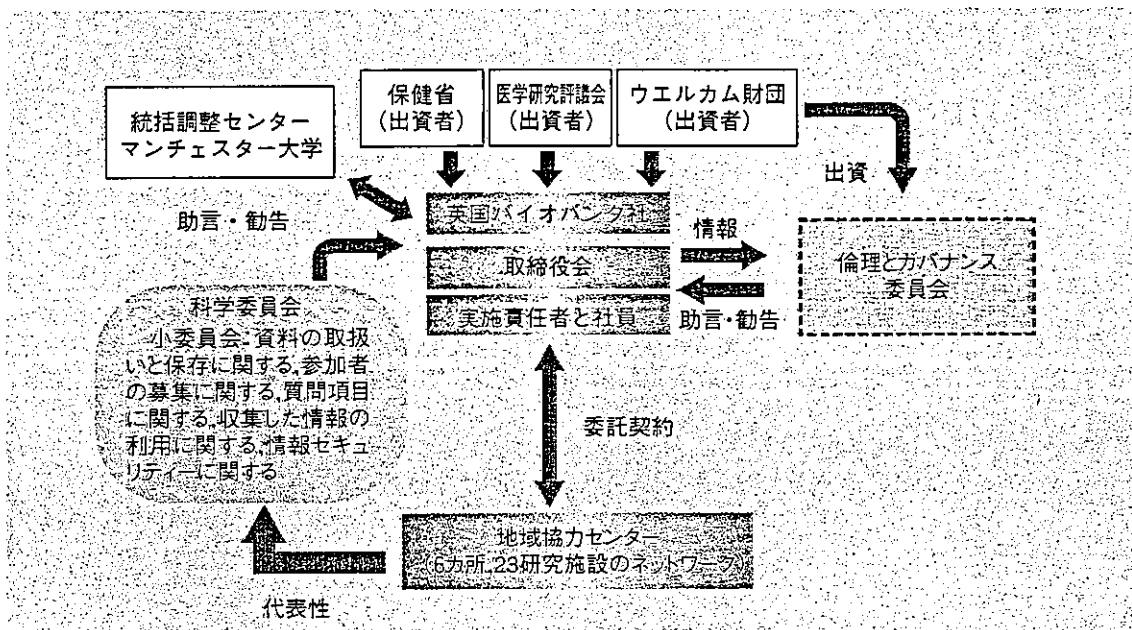 保健省
(出資者)
医学研究評議会
(出資者)
ウエルカム財団
(出資者)
統括調整センター
マンチェスター大学
出資
助言・勧告
英国バイオバンク社
取締役会
実施責任者と社員
情報
助言・勧告
倫理とガバナンス
委員会
科学委員会
小委員会:資料の取扱
いと保存に関する,参加者
の募集に関する,質問項目
に関する,収集した情報の
利用に関する,情報セキュ
リティーに関する
委託契約
地域協力センター
(6カ所,23研究施設のネットワーク)
代表性